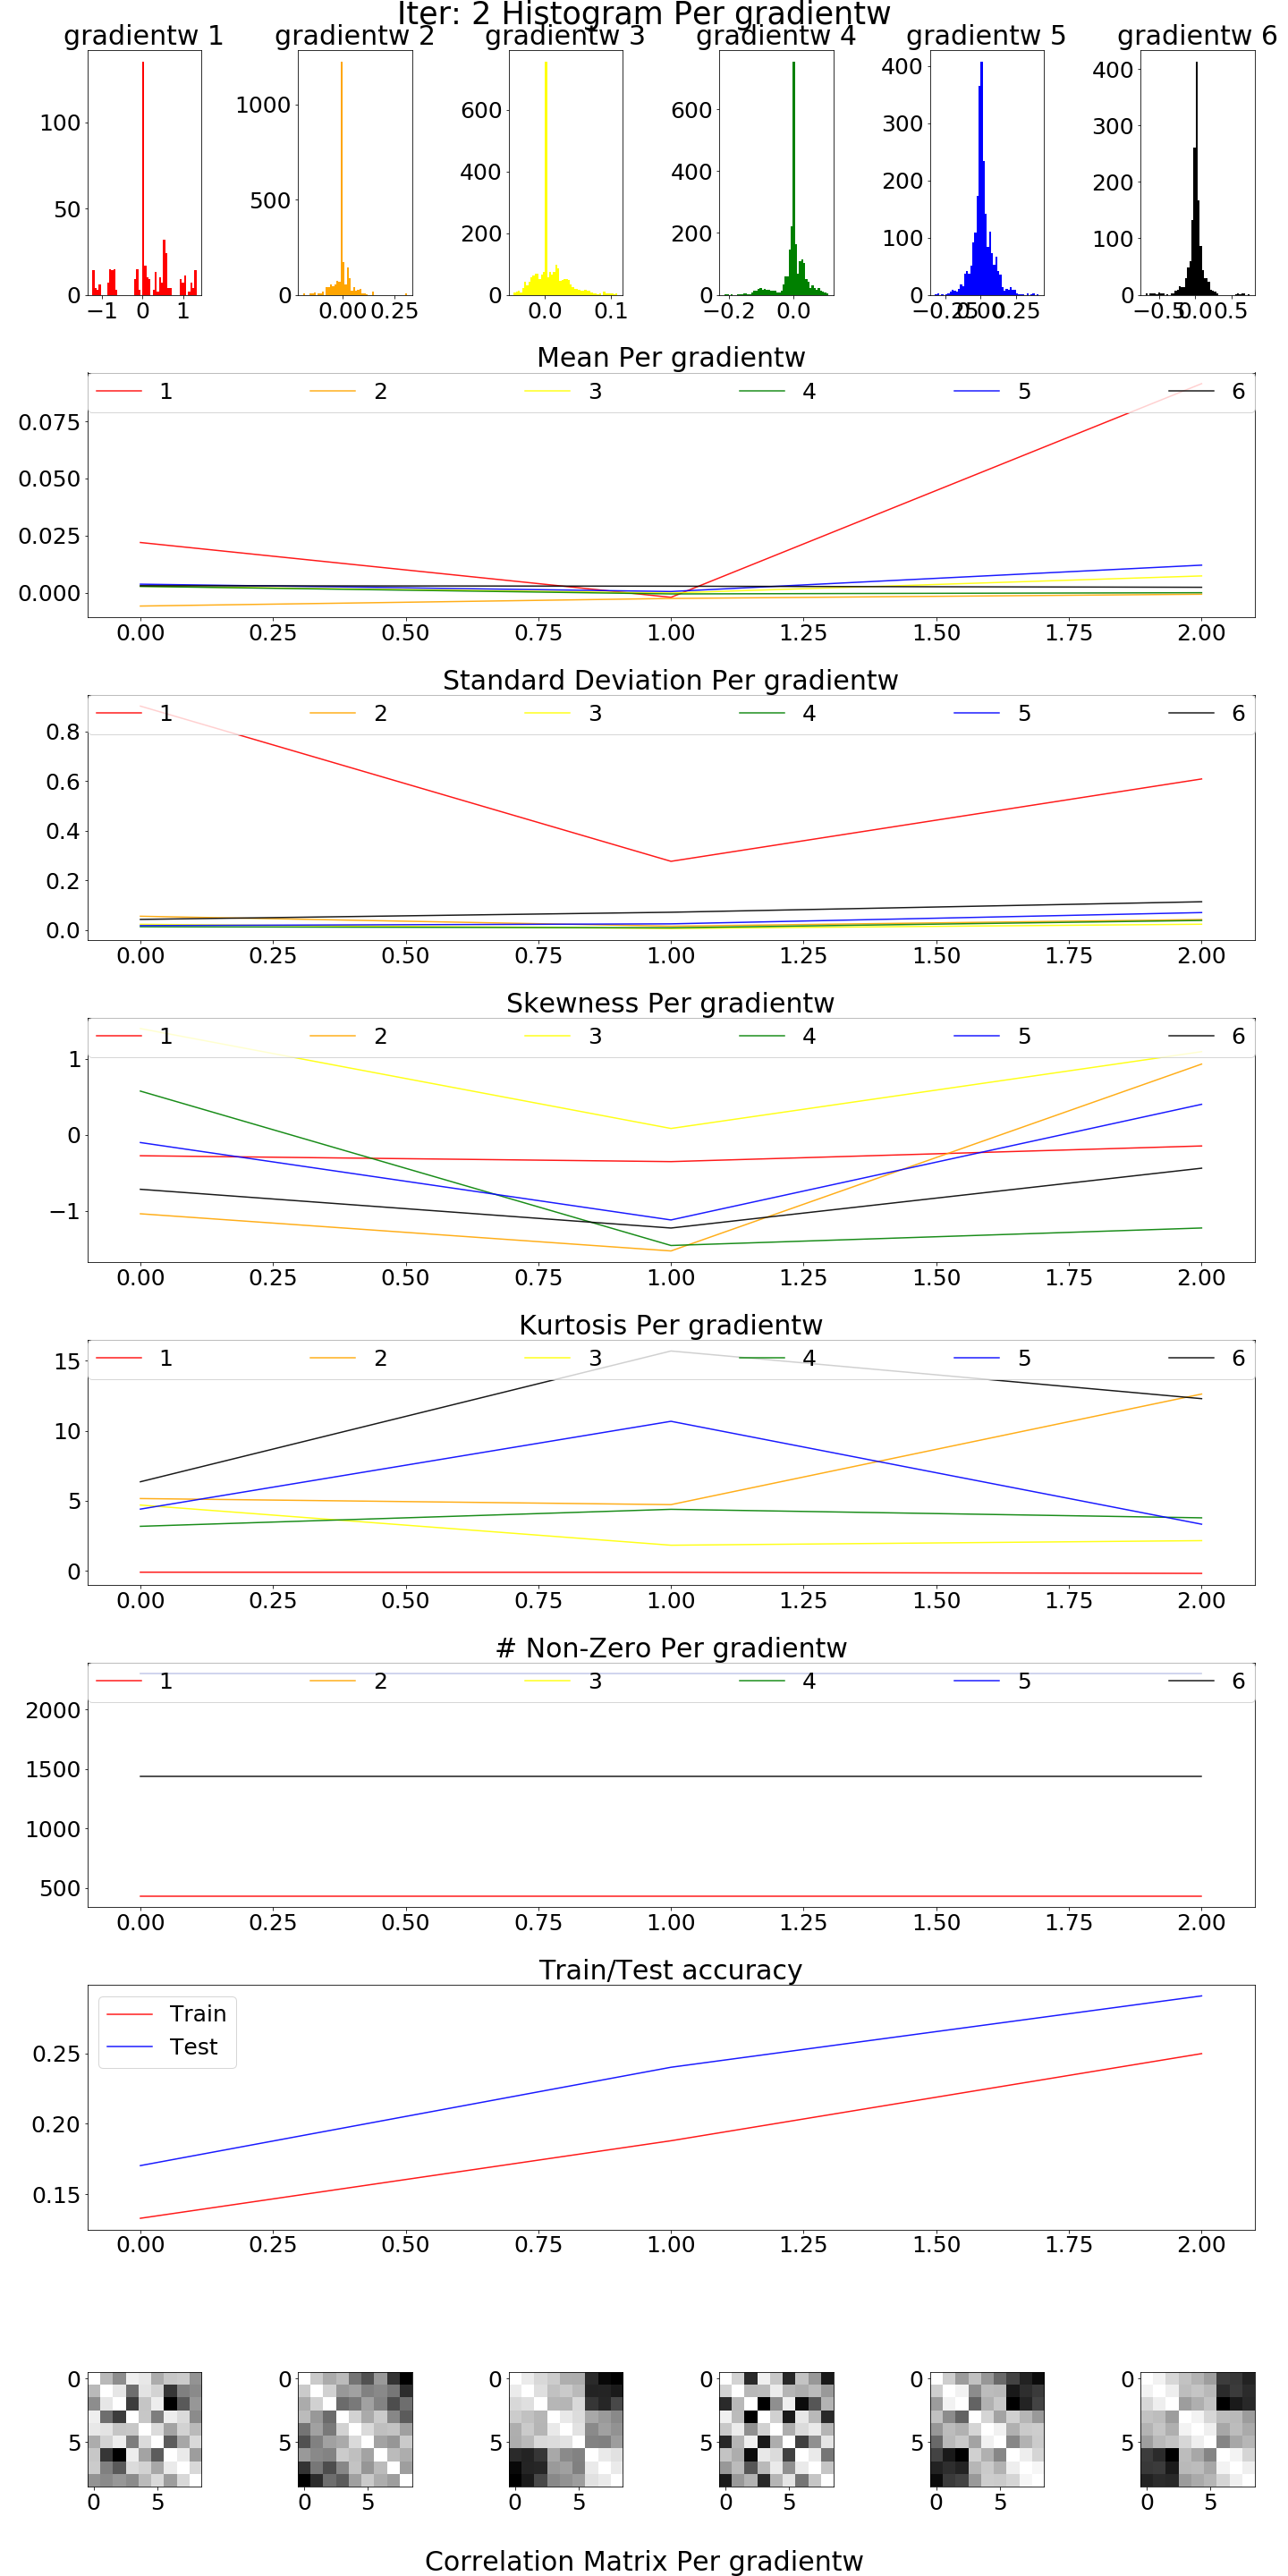 Iter: 2 Histogram Per gradientw
gradientw 1 gradientw 2 gradientw 3 gradientw 4 gradientw 5 gradientw 6
100
50
0
−1 0 1
1000
500
0
0.00 0.25
600
400
200
0
0.0 0.1
600
400
200
0
−0.2 0.0
400
300
200
100
0
−0.25 0.00 0.25
400
300
200
100
0
−0.5 0.0 0.5
Mean Per gradientw
1 2 3 4 5 6
0.075
0.050
0.025
0.000
0.00 0.25 0.50 0.75 1.00 1.25 1.50 1.75 2.00
Standard Deviation Per gradientw
1 2 3 4 5 6
0.8
0.6
0.4
0.2
0.0
0.00 0.25 0.50 0.75 1.00 1.25 1.50 1.75 2.00
Skewness Per gradientw
1 2 3 4 5 6
1
0
−1
0.00 0.25 0.50 0.75 1.00 1.25 1.50 1.75 2.00
Kurtosis Per gradientw
1 2 3 4 5 6
15
10
5
0
0.00 0.25 0.50 0.75 1.00 1.25 1.50 1.75 2.00
# Non-Zero Per gradientw
1 2 3 4 5 6
2000
1500
1000
500
0.00 0.25 0.50 0.75 1.00 1.25 1.50 1.75 2.00
Train/Test accuracy
Train
Test
0.25
0.20
0.15
0.00 0.25 0.50 0.75 1.00 1.25 1.50 1.75 2.00
0 0 0 0 0 0
5 5 5 5 5 5
0 5 0 5 0 5 0 5 0 5 0 5
Correlation Matrix Per gradientw